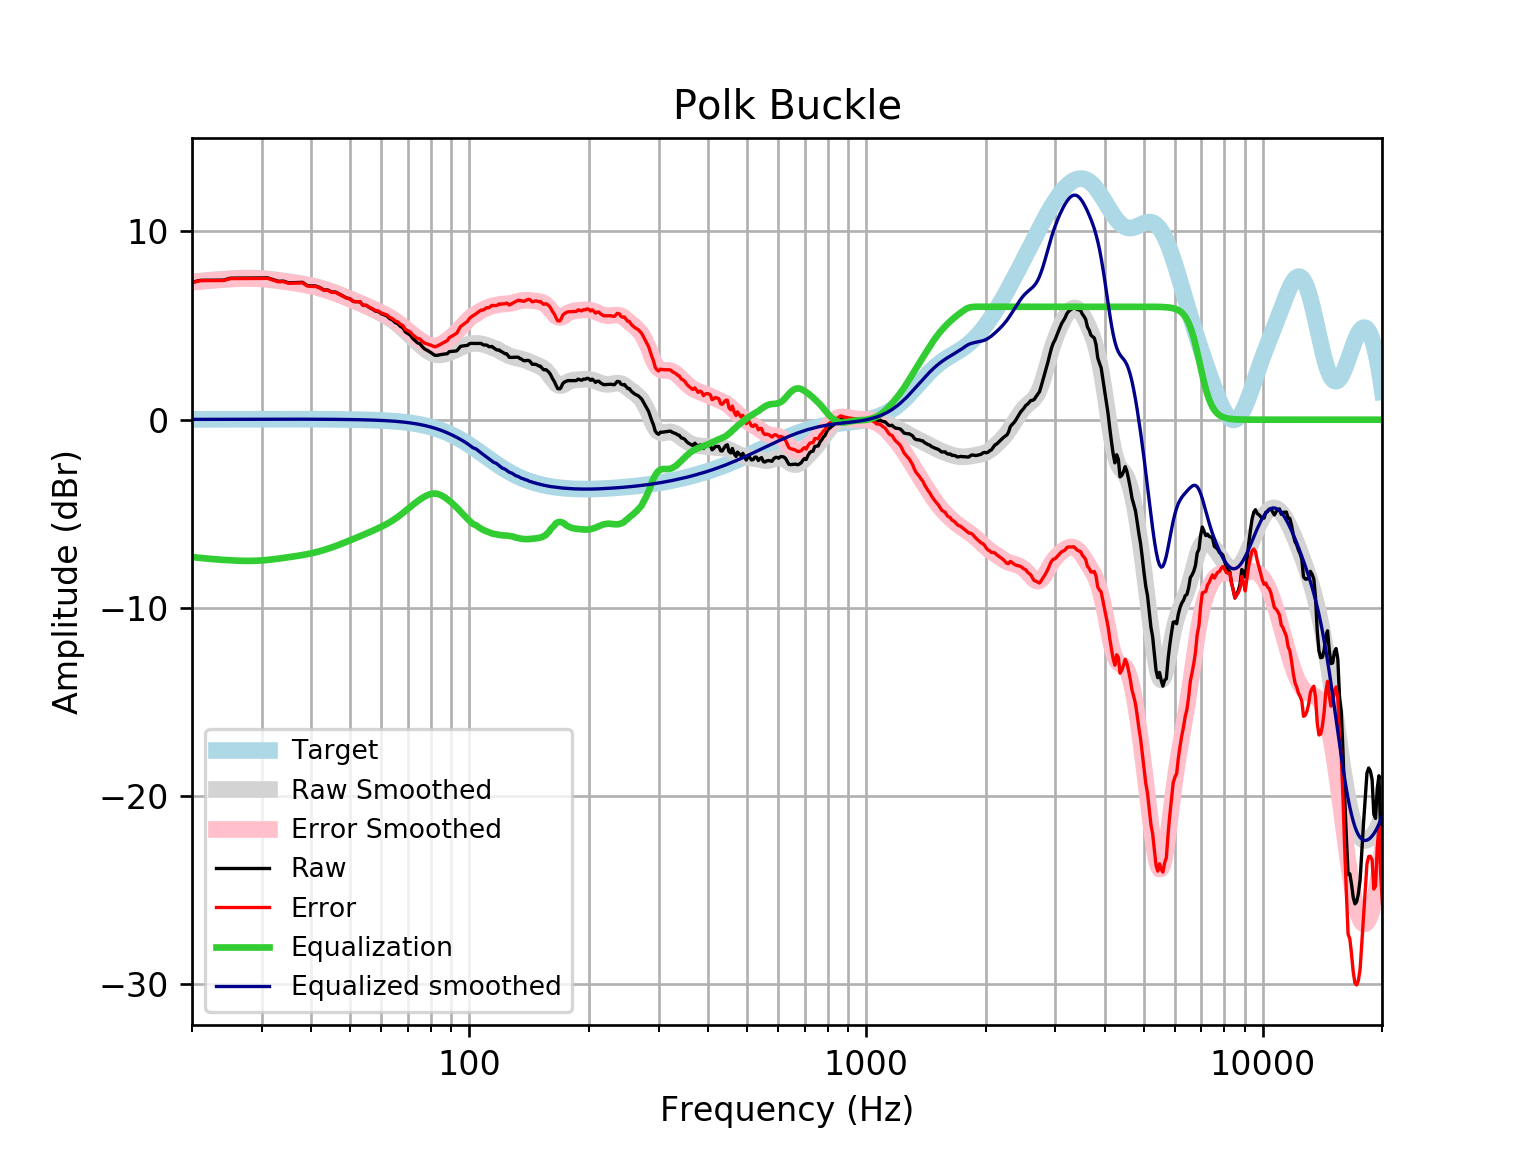 Polk Buckle
Amplitude (dBr)
10
0
−10
−20
−30
Target
Raw Smoothed
Error Smoothed
Raw
Error
Equalization
Equalized smoothed
100
1000
10000
Frequency (Hz)